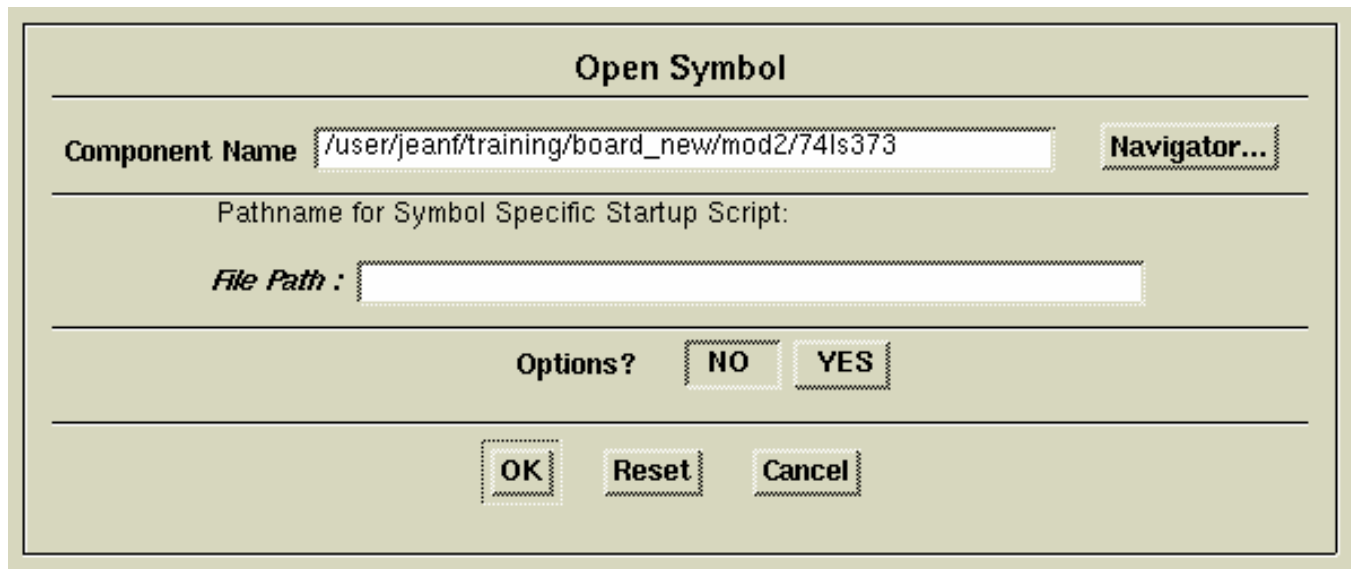 Open Symbol
Component Name /user/jeanf/training/board_new/mod2/74ls373 Navigator...
Pathname for Symbol Specific Startup Script:
File Path :
Options? NO YES
OK Reset Cancel